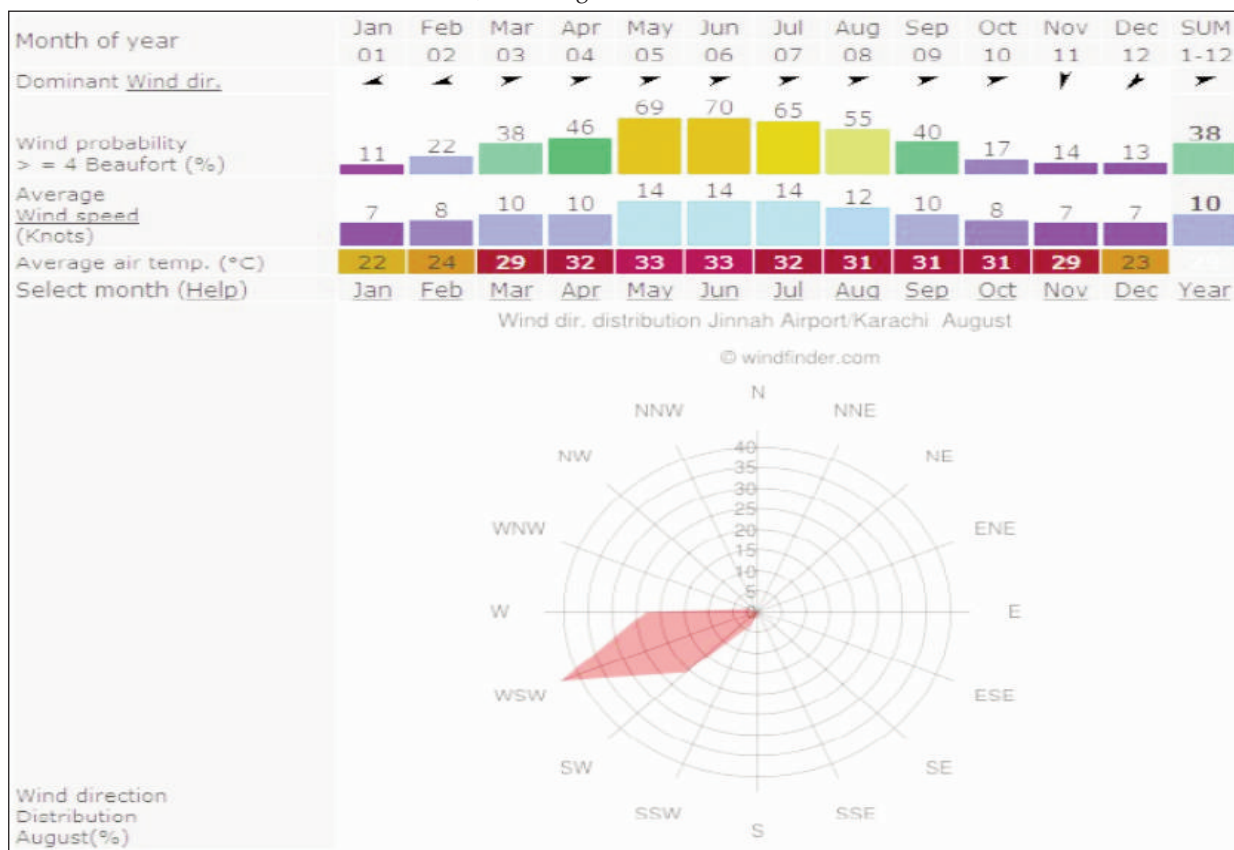 Month of year Jan Feb Mar Apr May Jun Jul Aug Sep Oct Nov Dec SUM
01 02 03 04 05 06 07 08 09 10 11 12 1-12
Dominant Wind dir.
Wind probability
> = 4 Beaufort (%)
11 22 38 46 69 70 65 55 40 17 14 13 38
Average
Wind speed
(Knots)
7 8 10 10 14 14 14 12 10 8 7 7 10
Average air temp. (°C) 22 24 29 32 33 33 32 31 31 31 29 23
Select month (Help) Jan Feb Mar Apr May Jun Jul Aug Sep Oct Nov Dec Year
Wind dir. distribution Jinnah Airport/Karachi August
© windfinder.com
N
NNW NNE
NW NE
WNW ENE
W E
WSW ESE
SW SE
SSW SSE
S
40
35
30
25
20
15
10
5
0
Wind direction
Distribution
August(%)